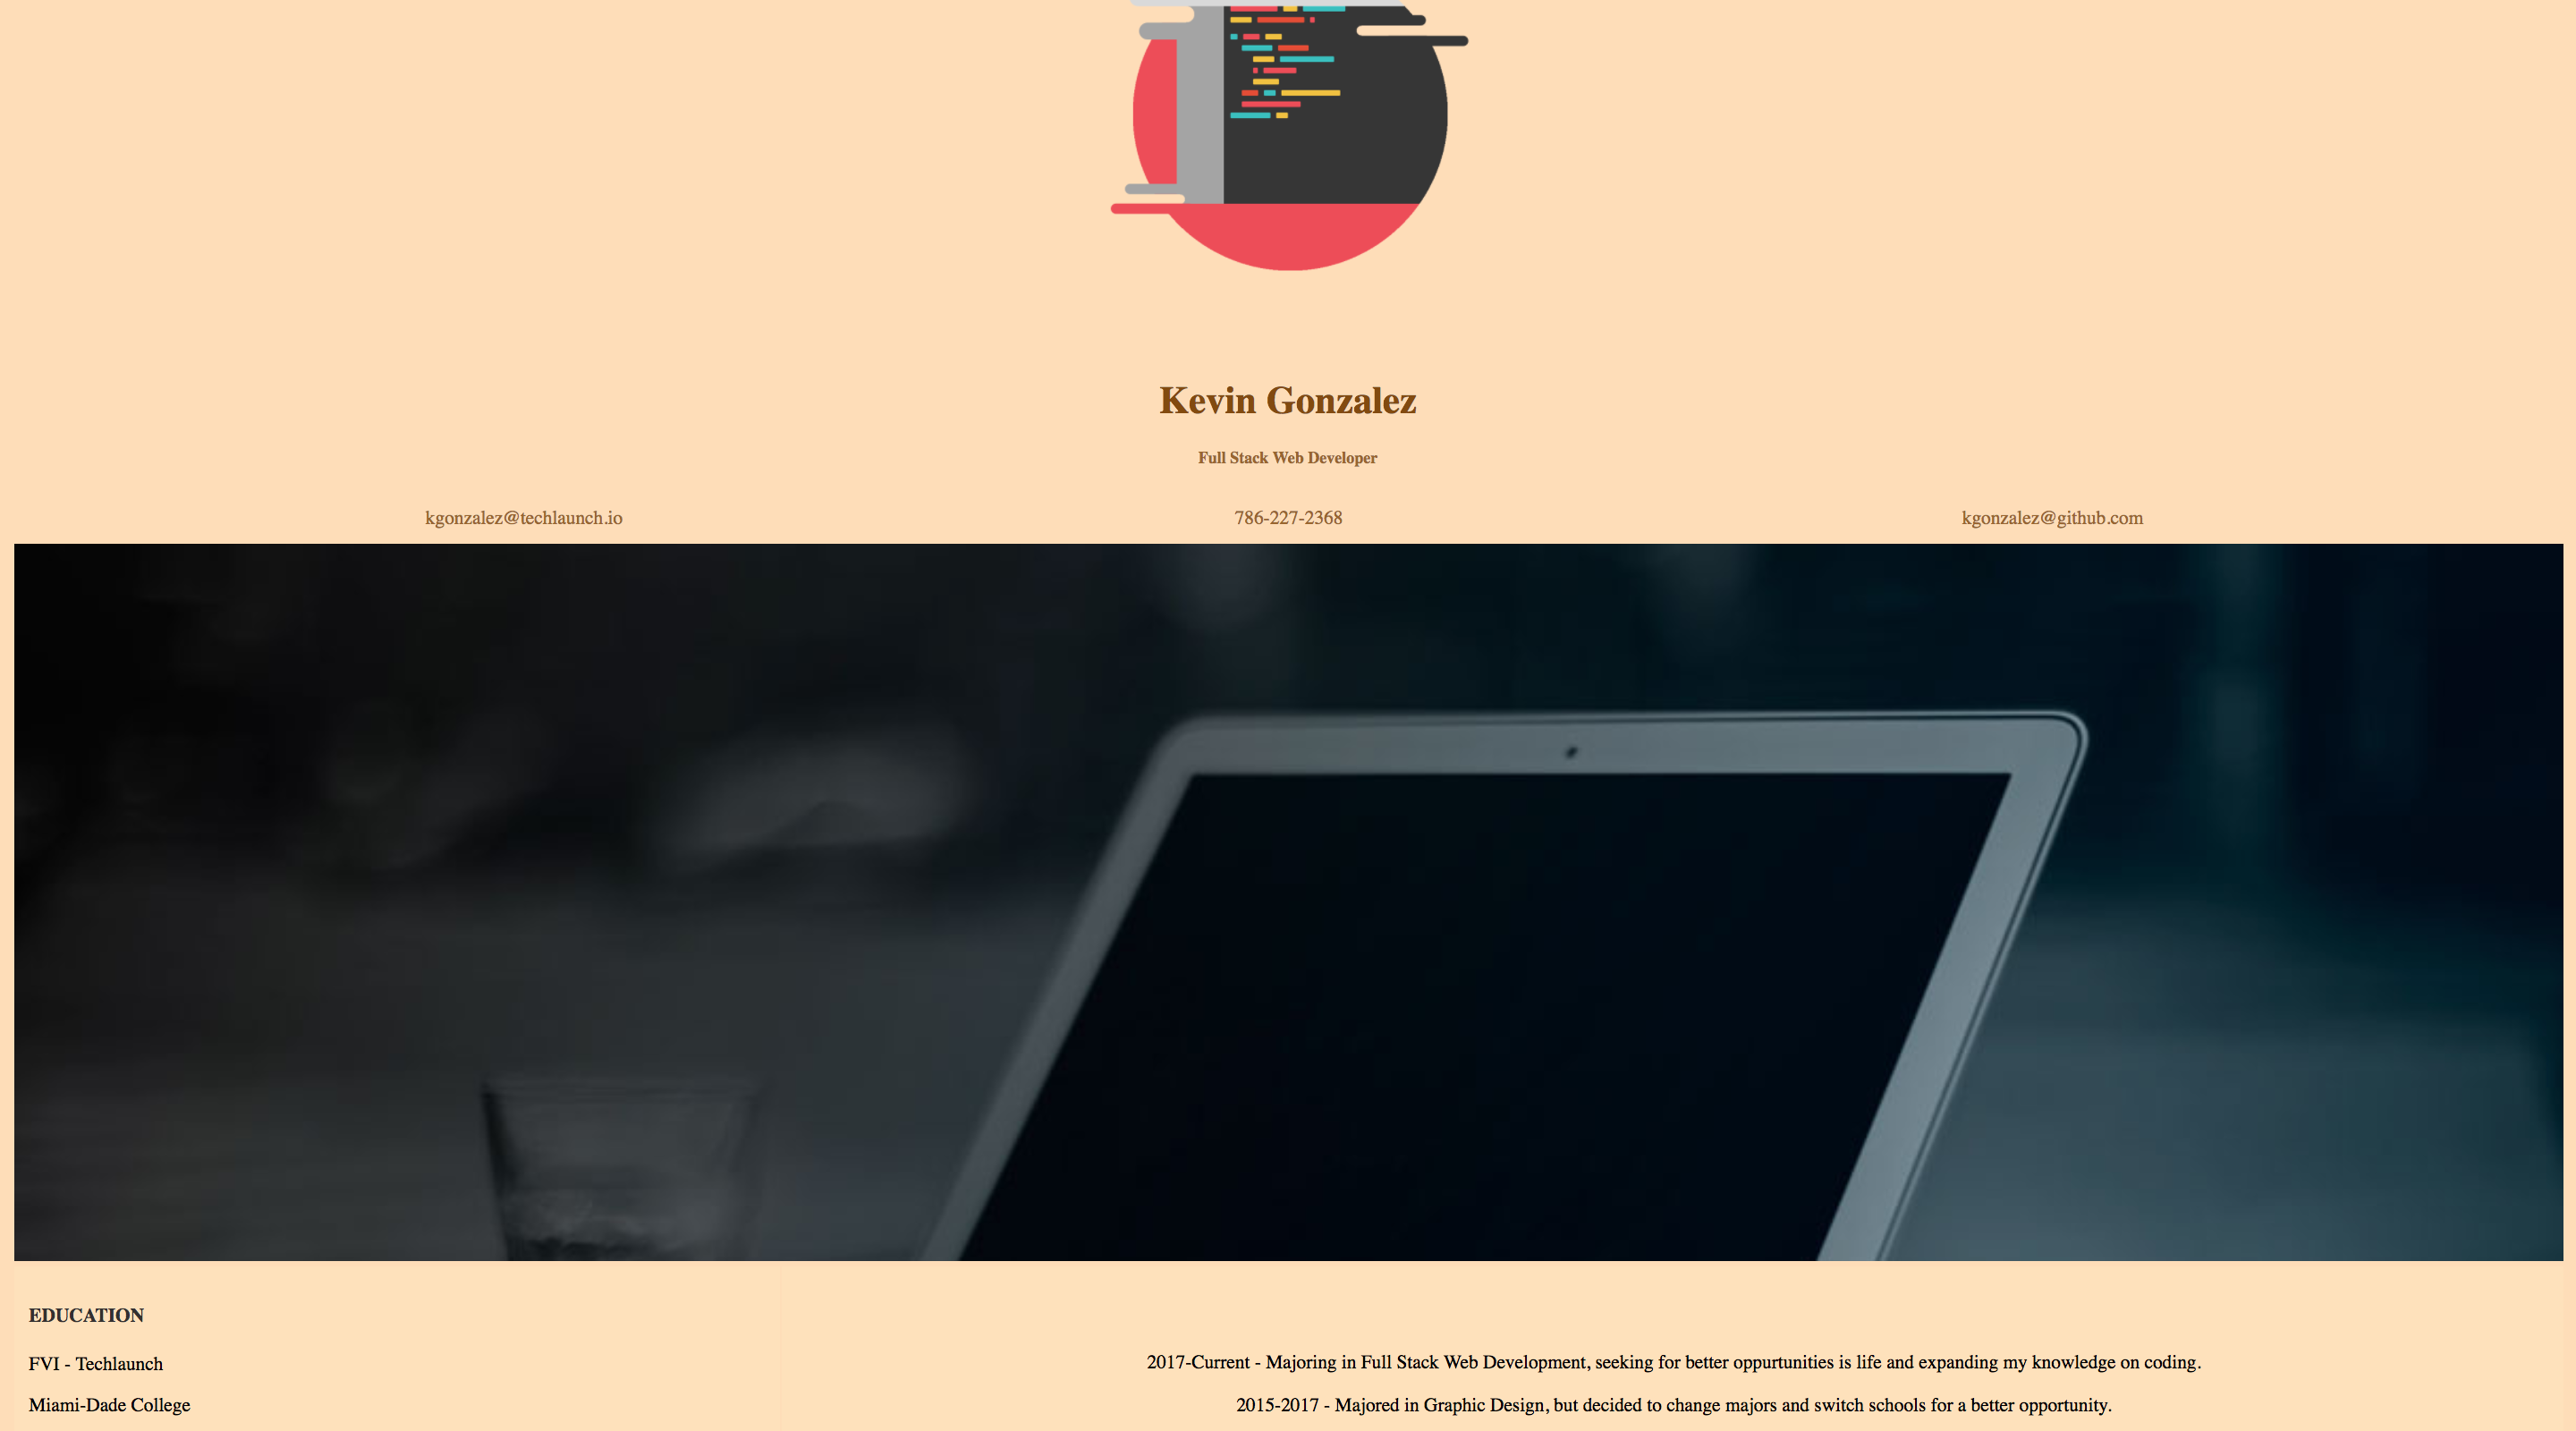 Kevin Gonzalez
Full Stack Web Developer
kgonzalez@techlaunch.io 786-227-2368 kgonzalez@github.com
EDUCATION
FVI - Techlaunch 2017-Current - Majoring in Full Stack Web Development, seeking for better oppurtunities is life and expanding my knowledge on coding.
Miami-Dade College 2015-2017 - Majored in Graphic Design, but decided to change majors and switch schools for a better opportunity.